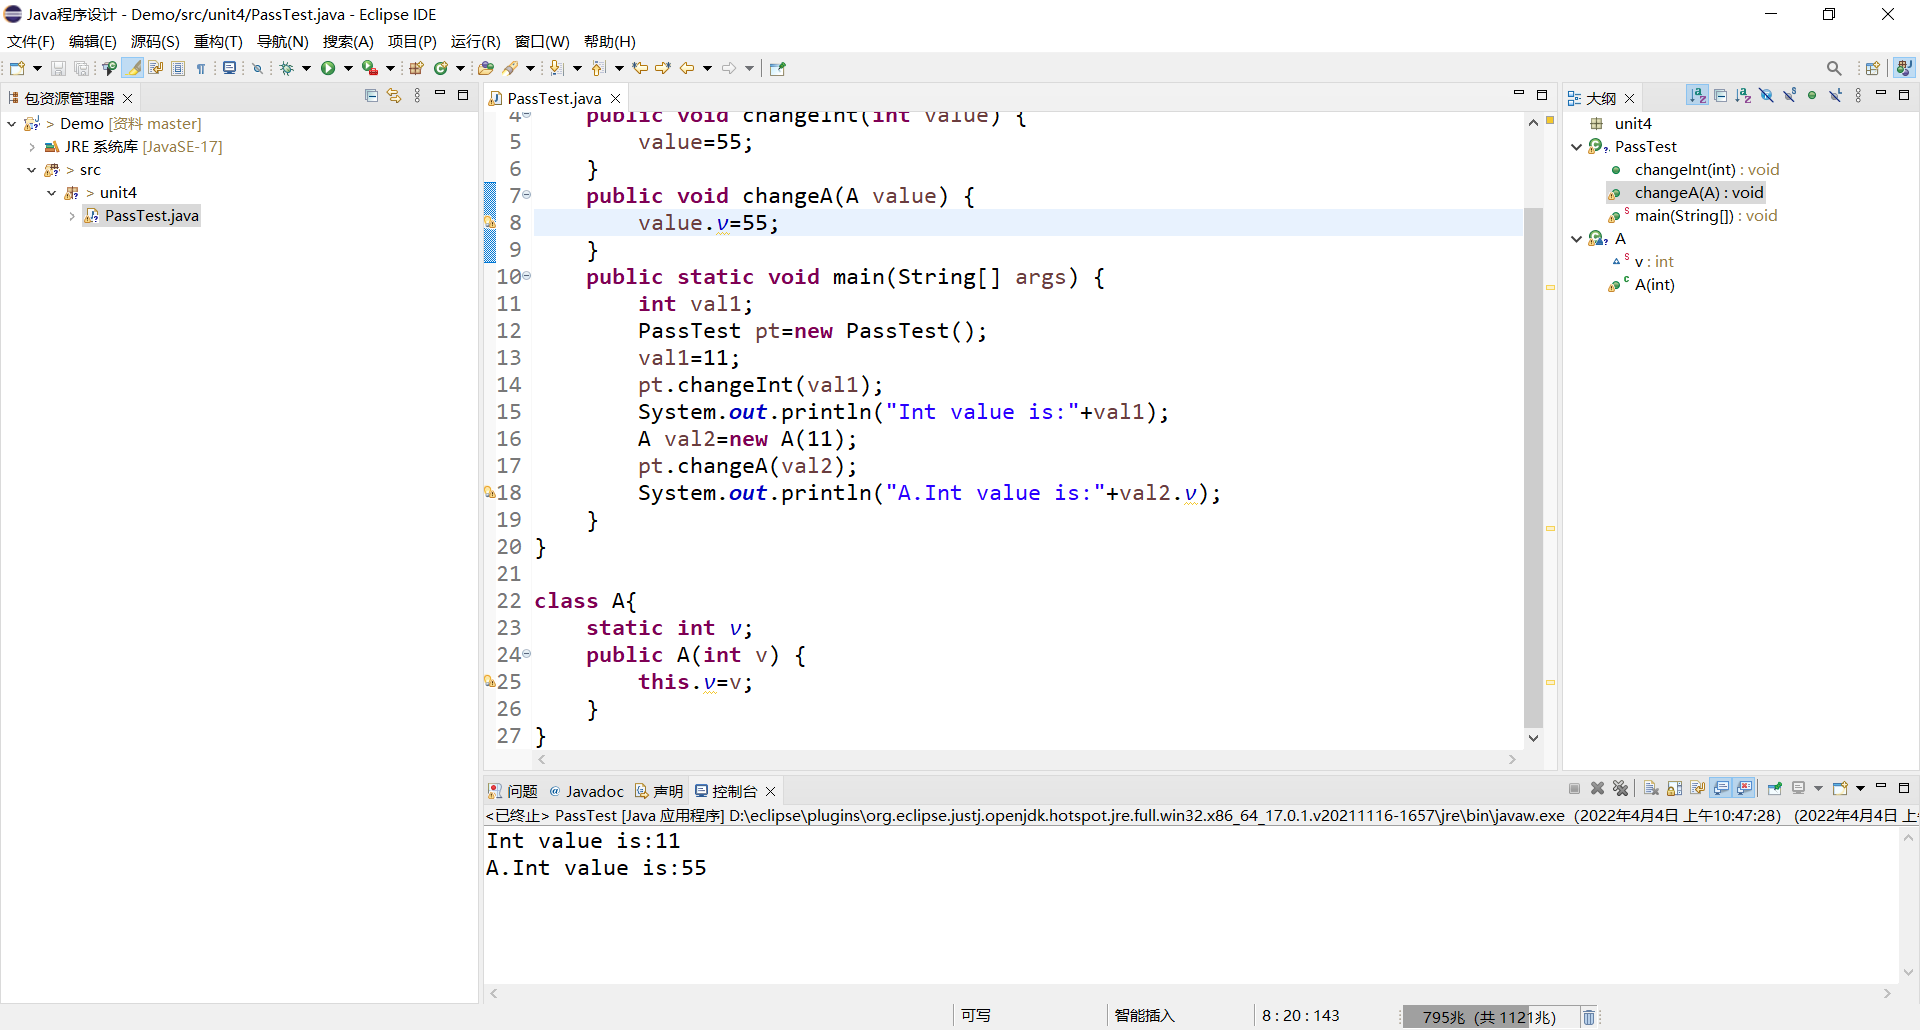 Java程序设计 - Demo/src/unit4/PassTest.java - Eclipse IDE
文件(F) 编辑(E) 源码(S) 重构(T) 导航(N) 搜索(A) 项目(P) 运行(R) 窗口(W) 帮助(H)
包资源管理器
> Demo [资料 master]
JRE 系统库 [JavaSE-17]
> src
> unit4
PassTest.java
PassTest.java
4 public void changeInt(int value) {
5 value=55;
6 }
7 public void changeA(A value) {
8 value.v=55;
9 }
10 public static void main(String[] args) {
11 int val1;
12 PassTest pt=new PassTest();
13 val1=11;
14 pt.changeInt(val1);
15 System.out.println("Int value is:"+val1);
16 A val2=new A(11);
17 pt.changeA(val2);
18 System.out.println("A.Int value is:"+val2.v);
19 }
20 }
21
22 class A{
23 static int v;
24 public A(int v) {
25 this.v=v;
26 }
27 }
大纲
unit4
PassTest
changeInt(int) : void
changeA(A) : void
main(String[]) : void
A
v : int
A(int)
问题 @ Javadoc 声明 控制台
<已终止> PassTest [Java 应用程序] D:\eclipse\plugins\org.eclipse.justj.openjdk.hotspot.jre.full.win32.x86_64_17.0.1.v20211116-1657\jre\bin\javaw.exe (2022年4月4日 上午10:47:28) (2022年4月4日 上
Int value is:11
A.Int value is:55
可写 智能插入 8 : 20 : 143 795兆 (共 1121兆)